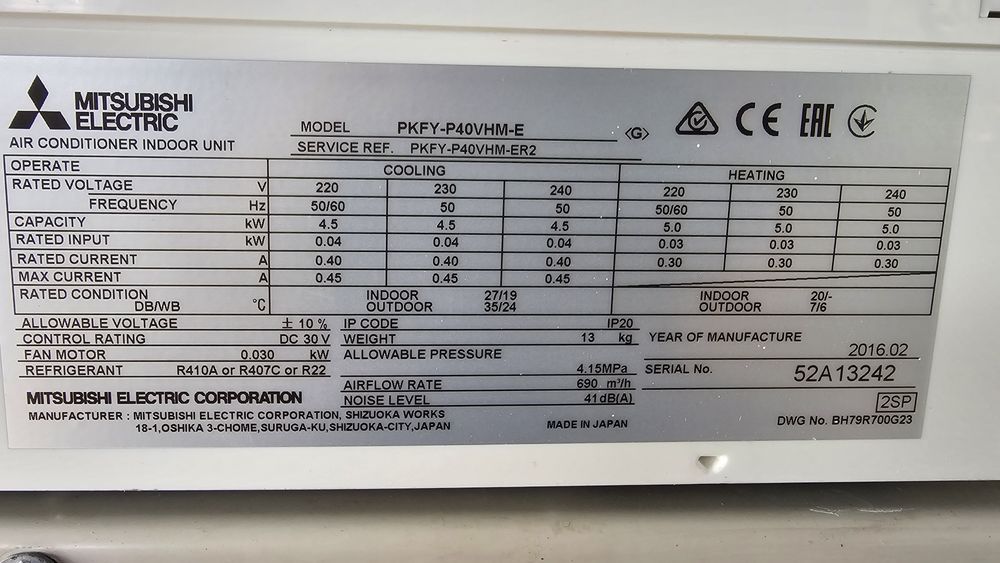 MITSUBISHI
ELECTRIC
AIR CONDITIONER INDOOR UNIT
MODEL PKFY-P40VHM-E
SERVICE REF. PKFY-P40VHM-ER2
<G>
CE EAC
OPERATE COOLING HEATING
RATED VOLTAGE V 220 230 240 220 230 240
FREQUENCY Hz 50/60 50 50 50/60 50 50
CAPACITY kW 4.5 4.5 4.5 5.0 5.0 5.0
RATED INPUT kW 0.04 0.04 0.04 0.03 0.03 0.03
RATED CURRENT A 0.40 0.40 0.40 0.30 0.30 0.30
MAX CURRENT A 0.45 0.45 0.45
RATED CONDITION INDOOR 27/19 INDOOR 20/-
DB/WB °C OUTDOOR 35/24 OUTDOOR 7/6
ALLOWABLE VOLTAGE ± 10 %
CONTROL RATING DC 30 V
FAN MOTOR 0.030 kW
REFRIGERANT R410A or R407C or R22
IP CODE IP20
WEIGHT 13 kg
ALLOWABLE PRESSURE
4.15MPa
AIRFLOW RATE 690 m³/h
NOISE LEVEL 41dB(A)
YEAR OF MANUFACTURE
2016.02
SERIAL No. 52A13242
2SP
MITSUBISHI ELECTRIC CORPORATION
MANUFACTURER : MITSUBISHI ELECTRIC CORPORATION, SHIZUOKA WORKS
18-1,OSHIKA 3-CHOME,SURUGA-KU,SHIZUOKA-CITY,JAPAN
MADE IN JAPAN
DWG No. BH79R700G23